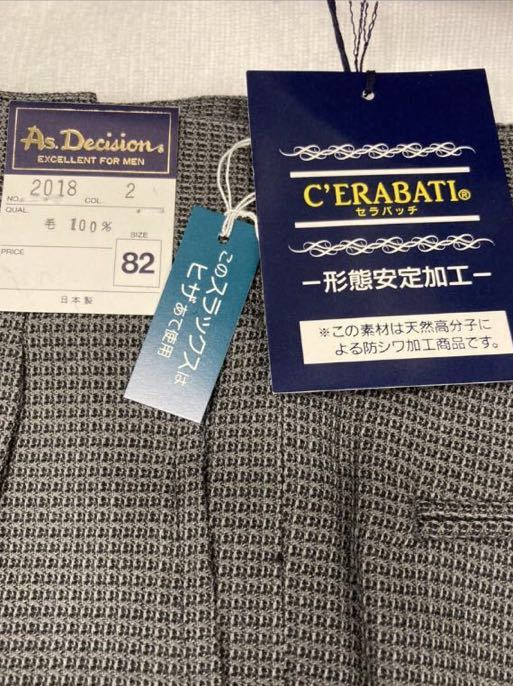 As. Decision.
EXCELLENT FOR MEN
NO. 2018 COL. 2
QUAL. 毛 100%
PRICE SIZE
82
日本製
このスラックスは
ヒザあて使用
C'ERABATI®
セラバッチ
ー形態安定加工ー
※この素材は天然高分子に
よる防シワ加工商品です。